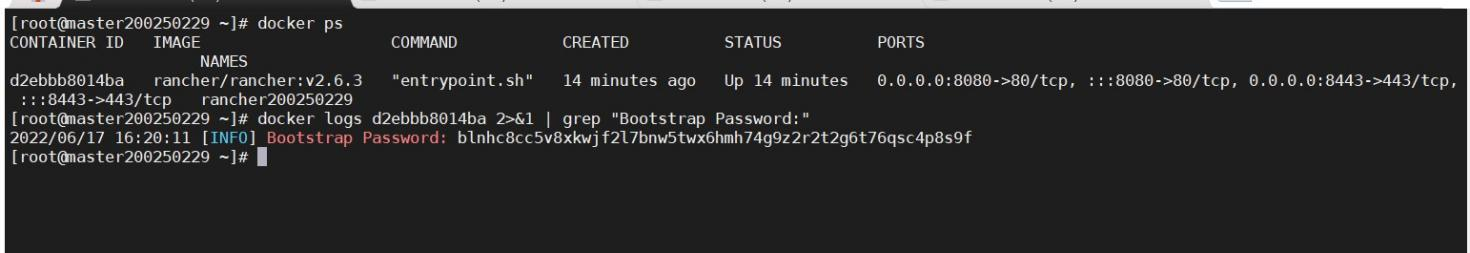 [root@master200250229 ~]# docker ps
CONTAINER ID   IMAGE                    COMMAND           CREATED          STATUS          PORTS
                    NAMES
d2ebbb8014ba   rancher/rancher:v2.6.3   "entrypoint.sh"   14 minutes ago   Up 14 minutes   0.0.0.0:8080->80/tcp, :::8080->80/tcp, 0.0.0.0:8443->443/tcp,
 :::8443->443/tcp   rancher200250229
[root@master200250229 ~]# docker logs d2ebbb8014ba 2>&1 | grep "Bootstrap Password:"
2022/06/17 16:20:11 [INFO] Bootstrap Password: blnhc8cc5v8xkwjf2l7bnw5twx6hmh74g9z2r2t2g6t76qsc4p8s9f
[root@master200250229 ~]#